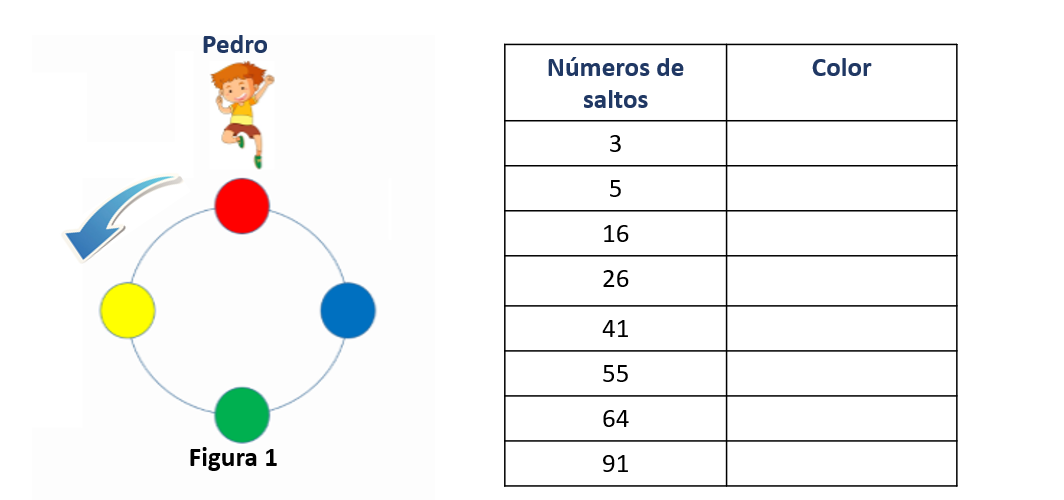 Pedro
Figura 1
Números de
saltos
Color
3
5
16
26
41
55
64
91